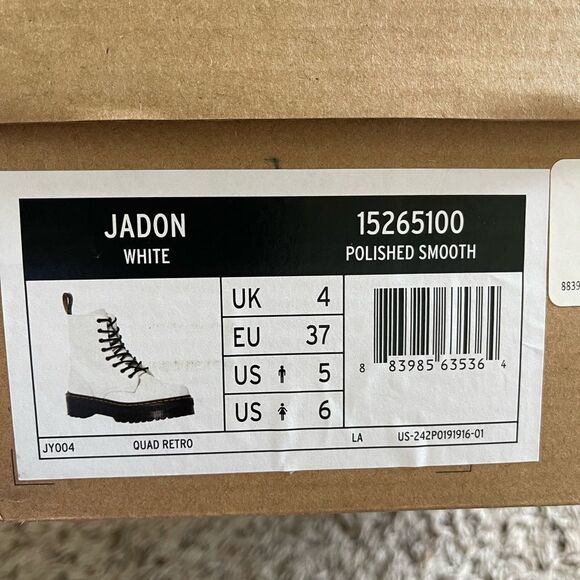 JADON
WHITE
15265100
POLISHED SMOOTH
UK 4
EU 37
US 5
US 6
8 83985 63536 4
JY004
QUAD RETRO
LA
US-242P0191916-01
8839